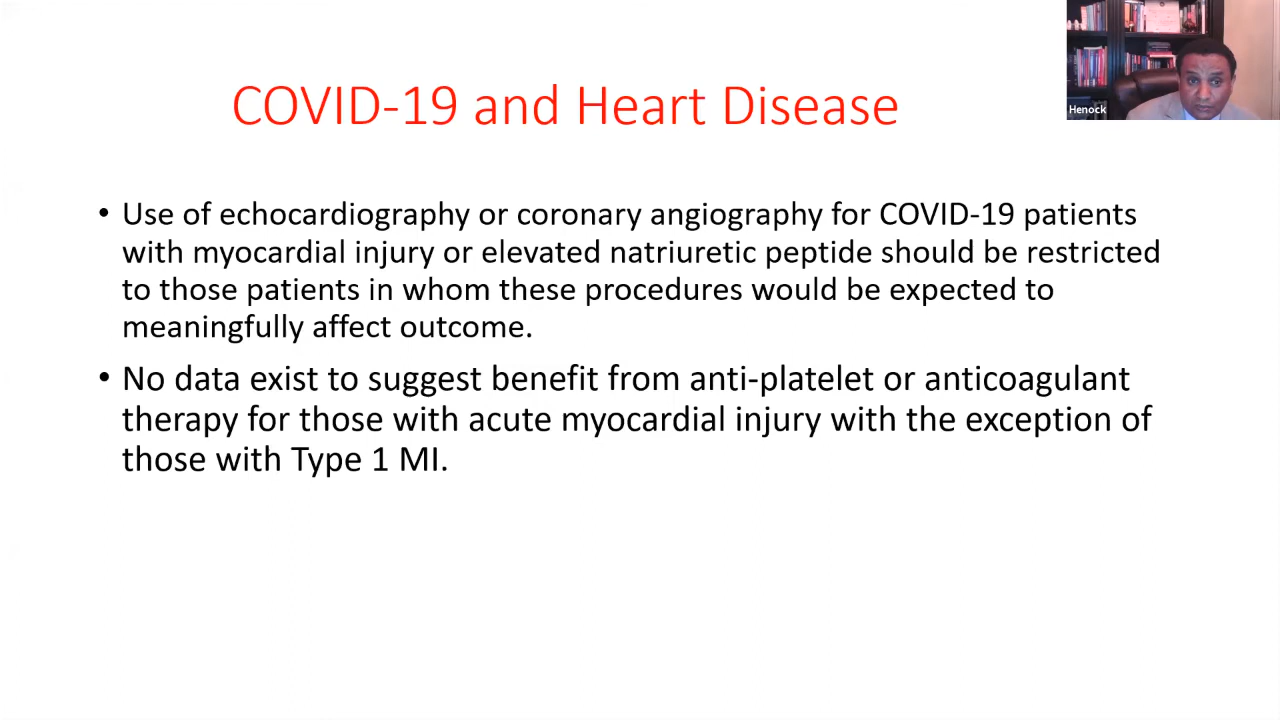 COVID-19 and Heart Disease
Henock
• Use of echocardiography or coronary angiography for COVID-19 patients
with myocardial injury or elevated natriuretic peptide should be restricted
to those patients in whom these procedures would be expected to
meaningfully affect outcome.
• No data exist to suggest benefit from anti-platelet or anticoagulant
therapy for those with acute myocardial injury with the exception of
those with Type 1 MI.